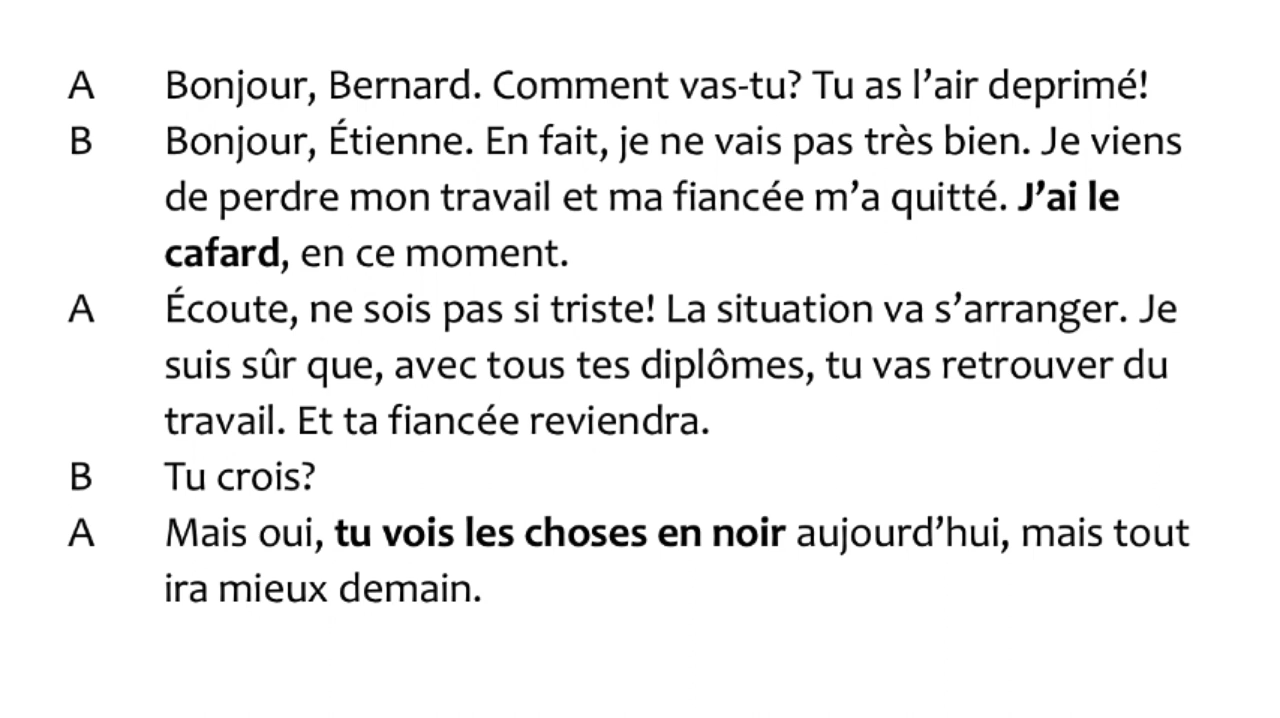 A Bonjour, Bernard. Comment vas-tu? Tu as l’air deprimé!
B Bonjour, Étienne. En fait, je ne vais pas très bien. Je viens
de perdre mon travail et ma fiancée m’a quitté. J’ai le
cafard, en ce moment.
A Écoute, ne sois pas si triste! La situation va s’arranger. Je
suis sûr que, avec tous tes diplômes, tu vas retrouver du
travail. Et ta fiancée reviendra.
B Tu crois?
A Mais oui, tu vois les choses en noir aujourd’hui, mais tout
ira mieux demain.